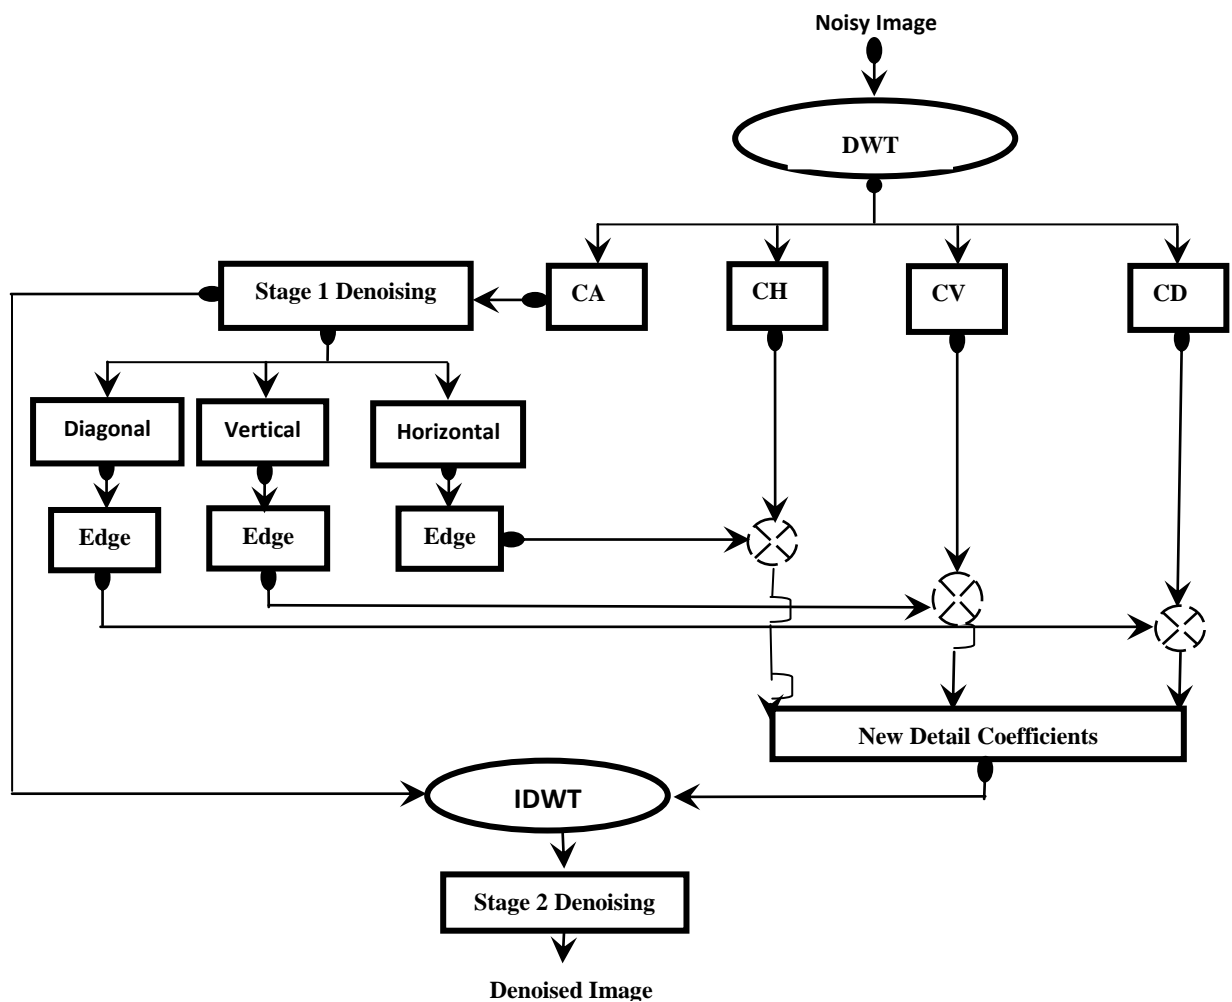 Noisy Image
DWT
Stage 1 Denoising
CA
CH
CV
CD
Diagonal
Vertical
Horizontal
Edge
Edge
Edge
New Detail Coefficients
IDWT
Stage 2 Denoising
Denoised Image